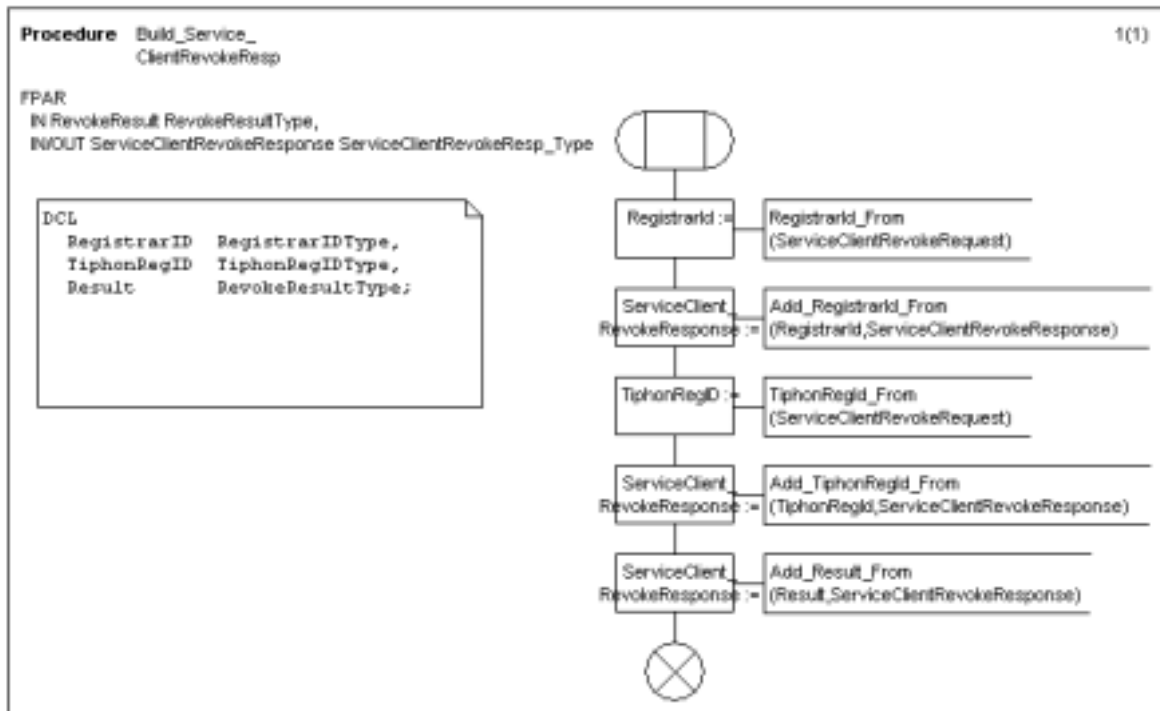 Procedure Build_Service_
ClientRevokeResp
1(1)
FPAR
IN RevokeResult RevokeResultType,
IN/OUT ServiceClientRevokeResponse ServiceClientRevokeResp_Type
DCL
RegistrarID RegistrarIDType,
TiphonRegID TiphonRegIDType,
Result RevokeResultType;
RegistrarId :=
RegistrarId_From
(ServiceClientRevokeRequest)
ServiceClient_
RevokeResponse :=
Add_RegistrarId_From
(RegistrarId,ServiceClientRevokeResponse)
TiphonRegID :=
TiphonRegId_From
(ServiceClientRevokeRequest)
ServiceClient_
RevokeResponse :=
Add_TiphonRegId_From
(TiphonRegId,ServiceClientRevokeResponse)
ServiceClient_
RevokeResponse :=
Add_Result_From
(Result,ServiceClientRevokeResponse)